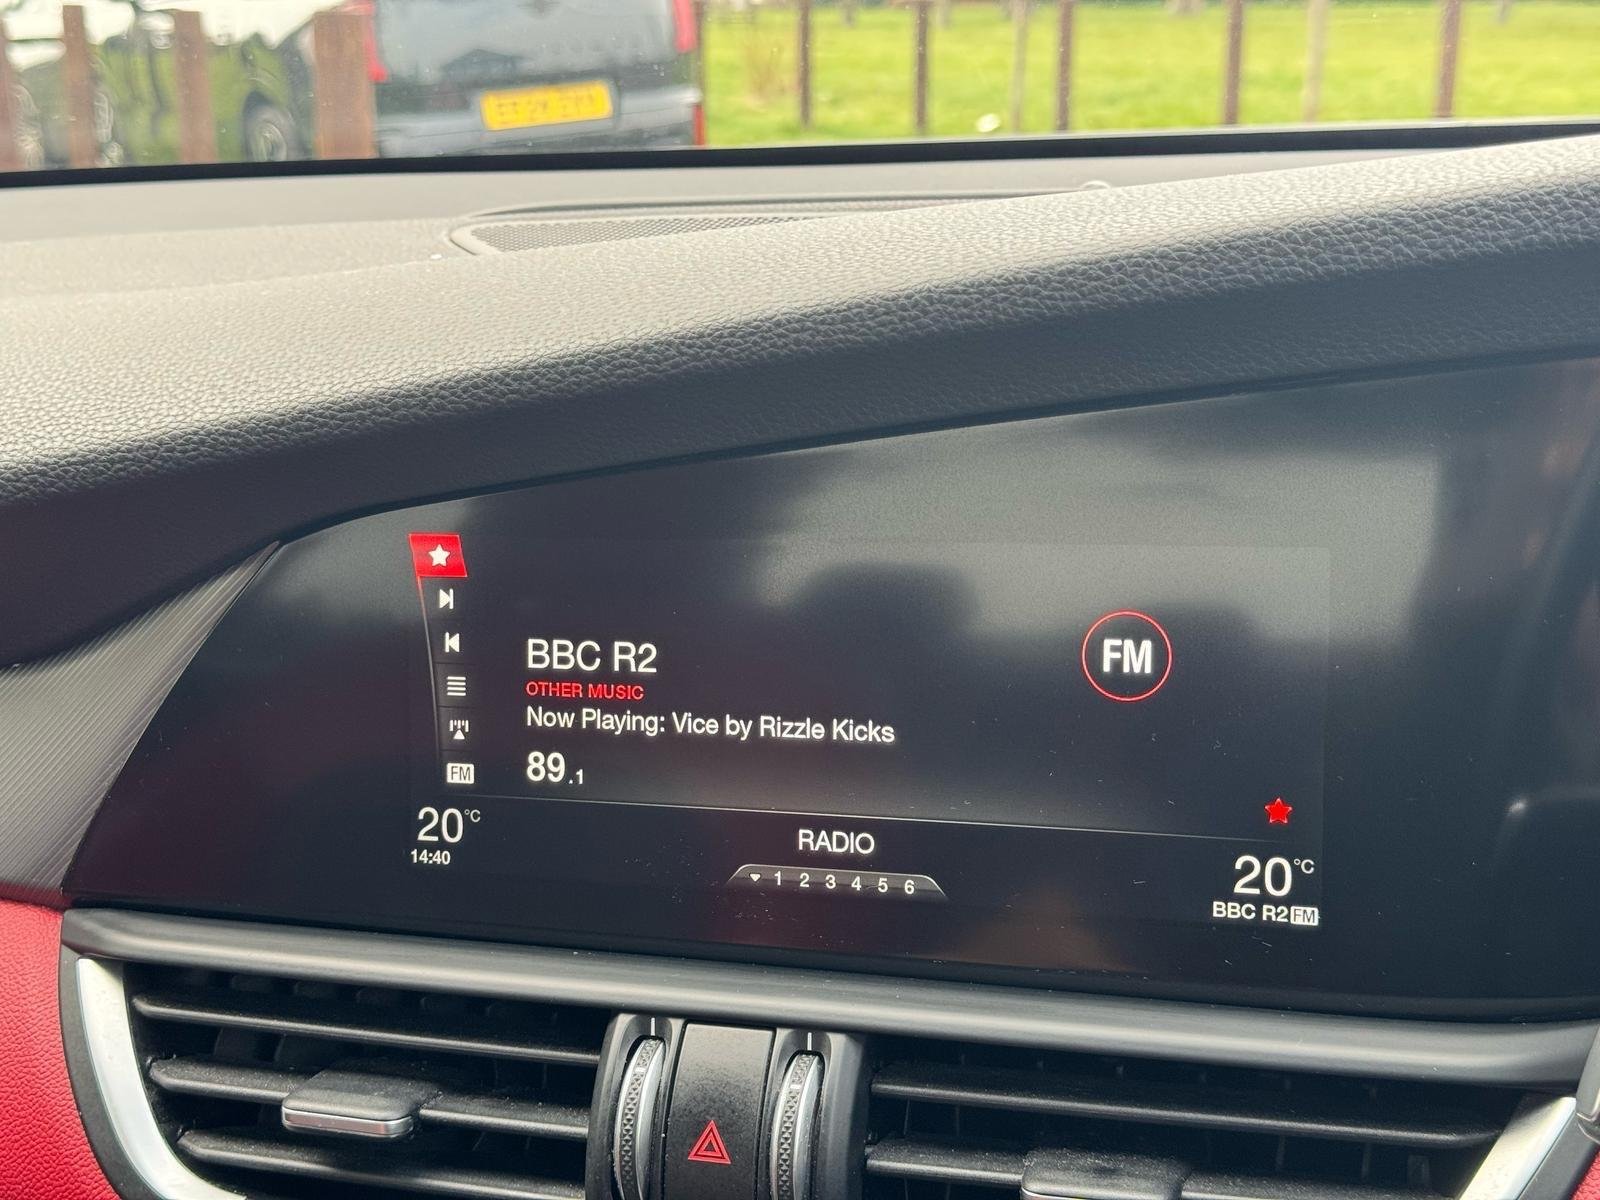 BBC R2
OTHER MUSIC
Now Playing: Vice by Rizzle Kicks
89.1
FM
FM
20°C
14:40
RADIO
1 2 3 4 5 6
20°C
BBC R2 FM